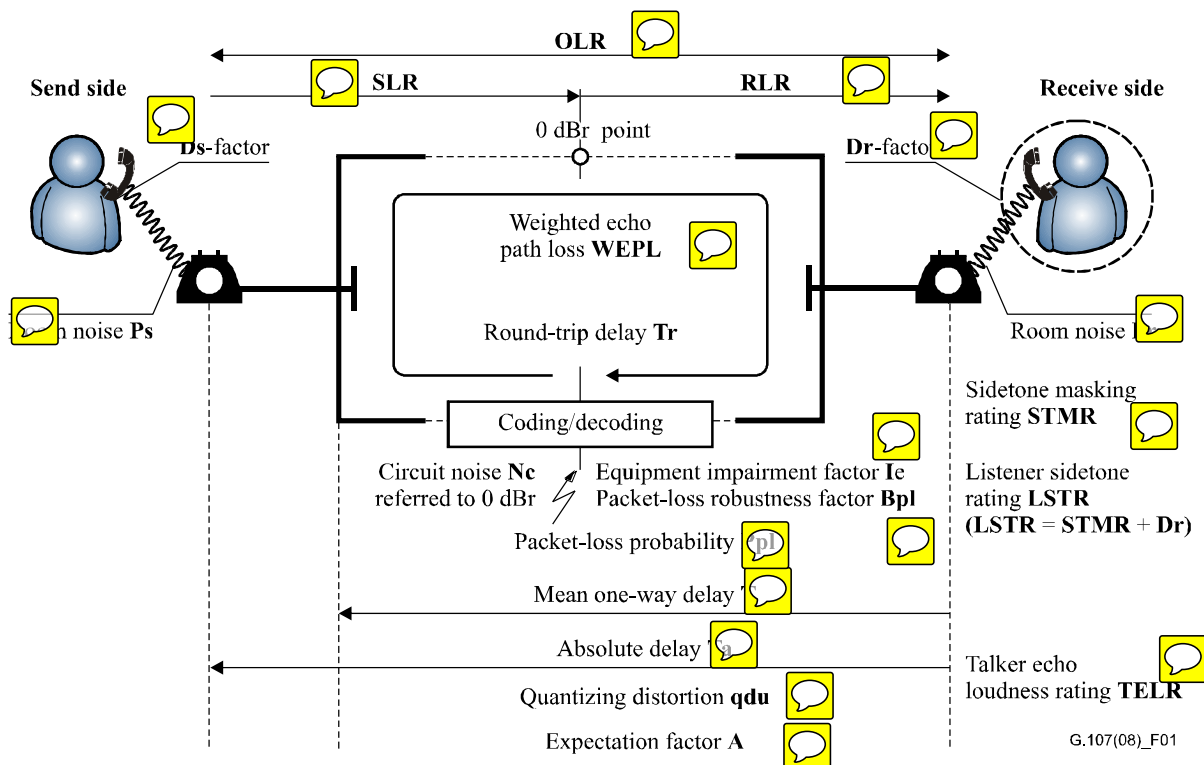 OLR
SLR
RLR
Send side
Receive side
0 dBr point
Ds-factor
Dr-facto
Weighted echo
path loss WEPL
noise Ps
Round-trip delay Tr
Room noise
Coding/decoding
Sidetone masking
rating STMR
Circuit noise Nc
referred to 0 dBr
Equipment impairment factor Ie
Packet-loss robustness factor Bpl
Listener sidetone
rating LSTR
(LSTR = STMR + Dr)
Packet-loss probability Ppl
Mean one-way delay
Absolute delay Ta
Talker echo
loudness rating TELR
Quantizing distortion qdu
Expectation factor A
G.107(08)_F01